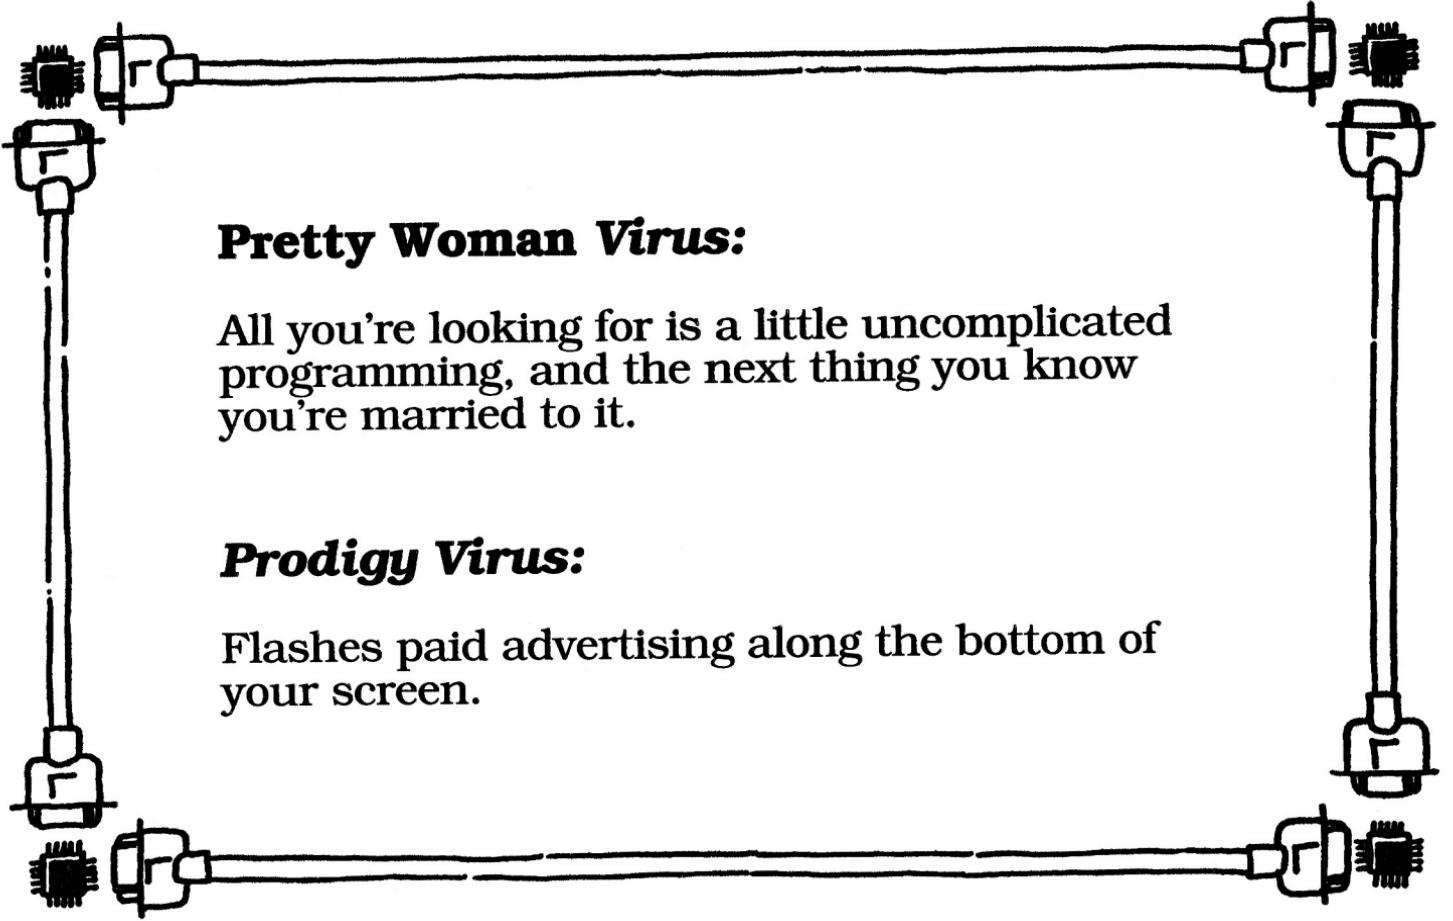 Pretty Woman Virus:
All you're looking for is a little uncomplicated
programming, and the next thing you know
you're married to it.
Prodigy Virus:
Flashes paid advertising along the bottom of
your screen.